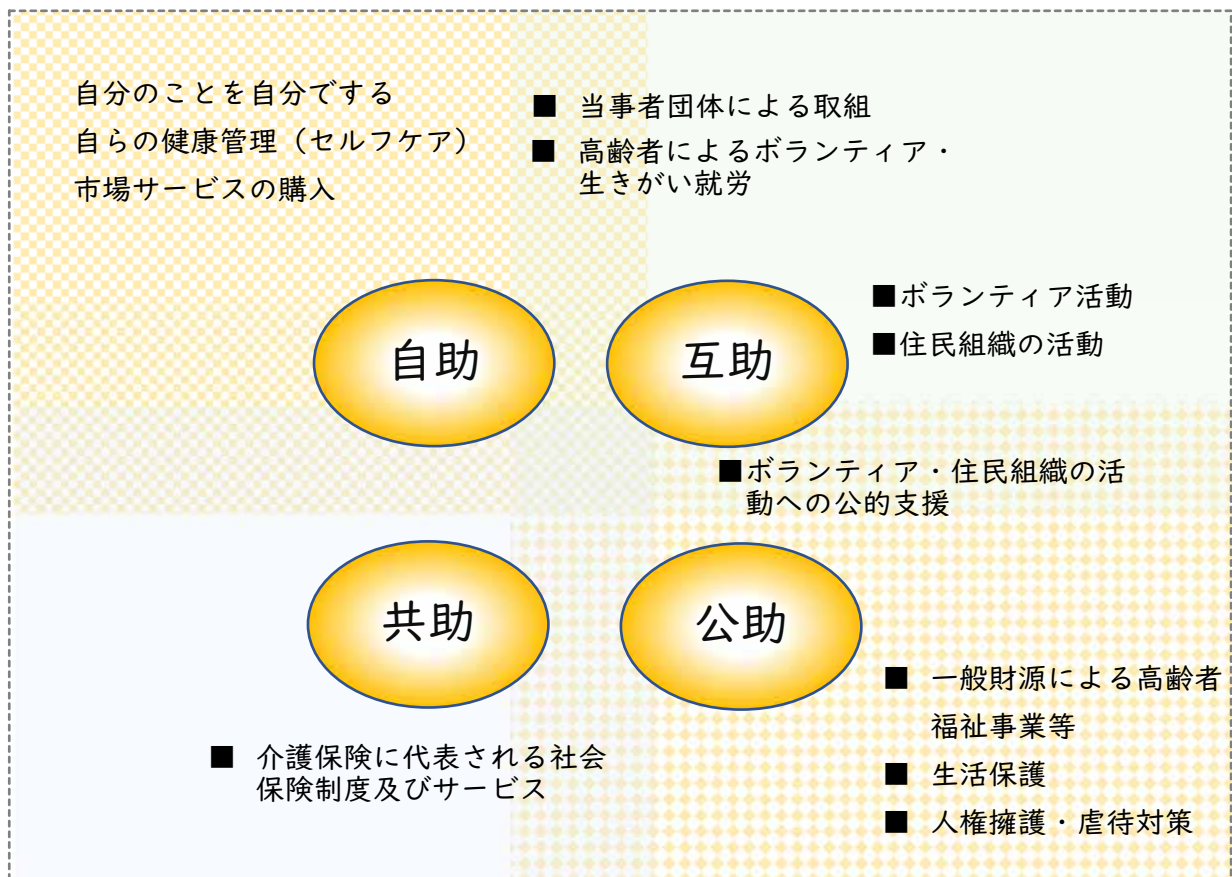 自分のことを自分でする
自らの健康管理（セルフケア）
市場サービスの購入
■ 当事者団体による取組
■ 高齢者によるボランティア・
生きがい就労
自助
互助
■ボランティア活動
■住民組織の活動
■ボランティア・住民組織の活
動への公的支援
共助
公助
■ 介護保険に代表される社会
保険制度及びサービス
■ 一般財源による高齢者
福祉事業等
■ 生活保護
■ 人権擁護・虐待対策